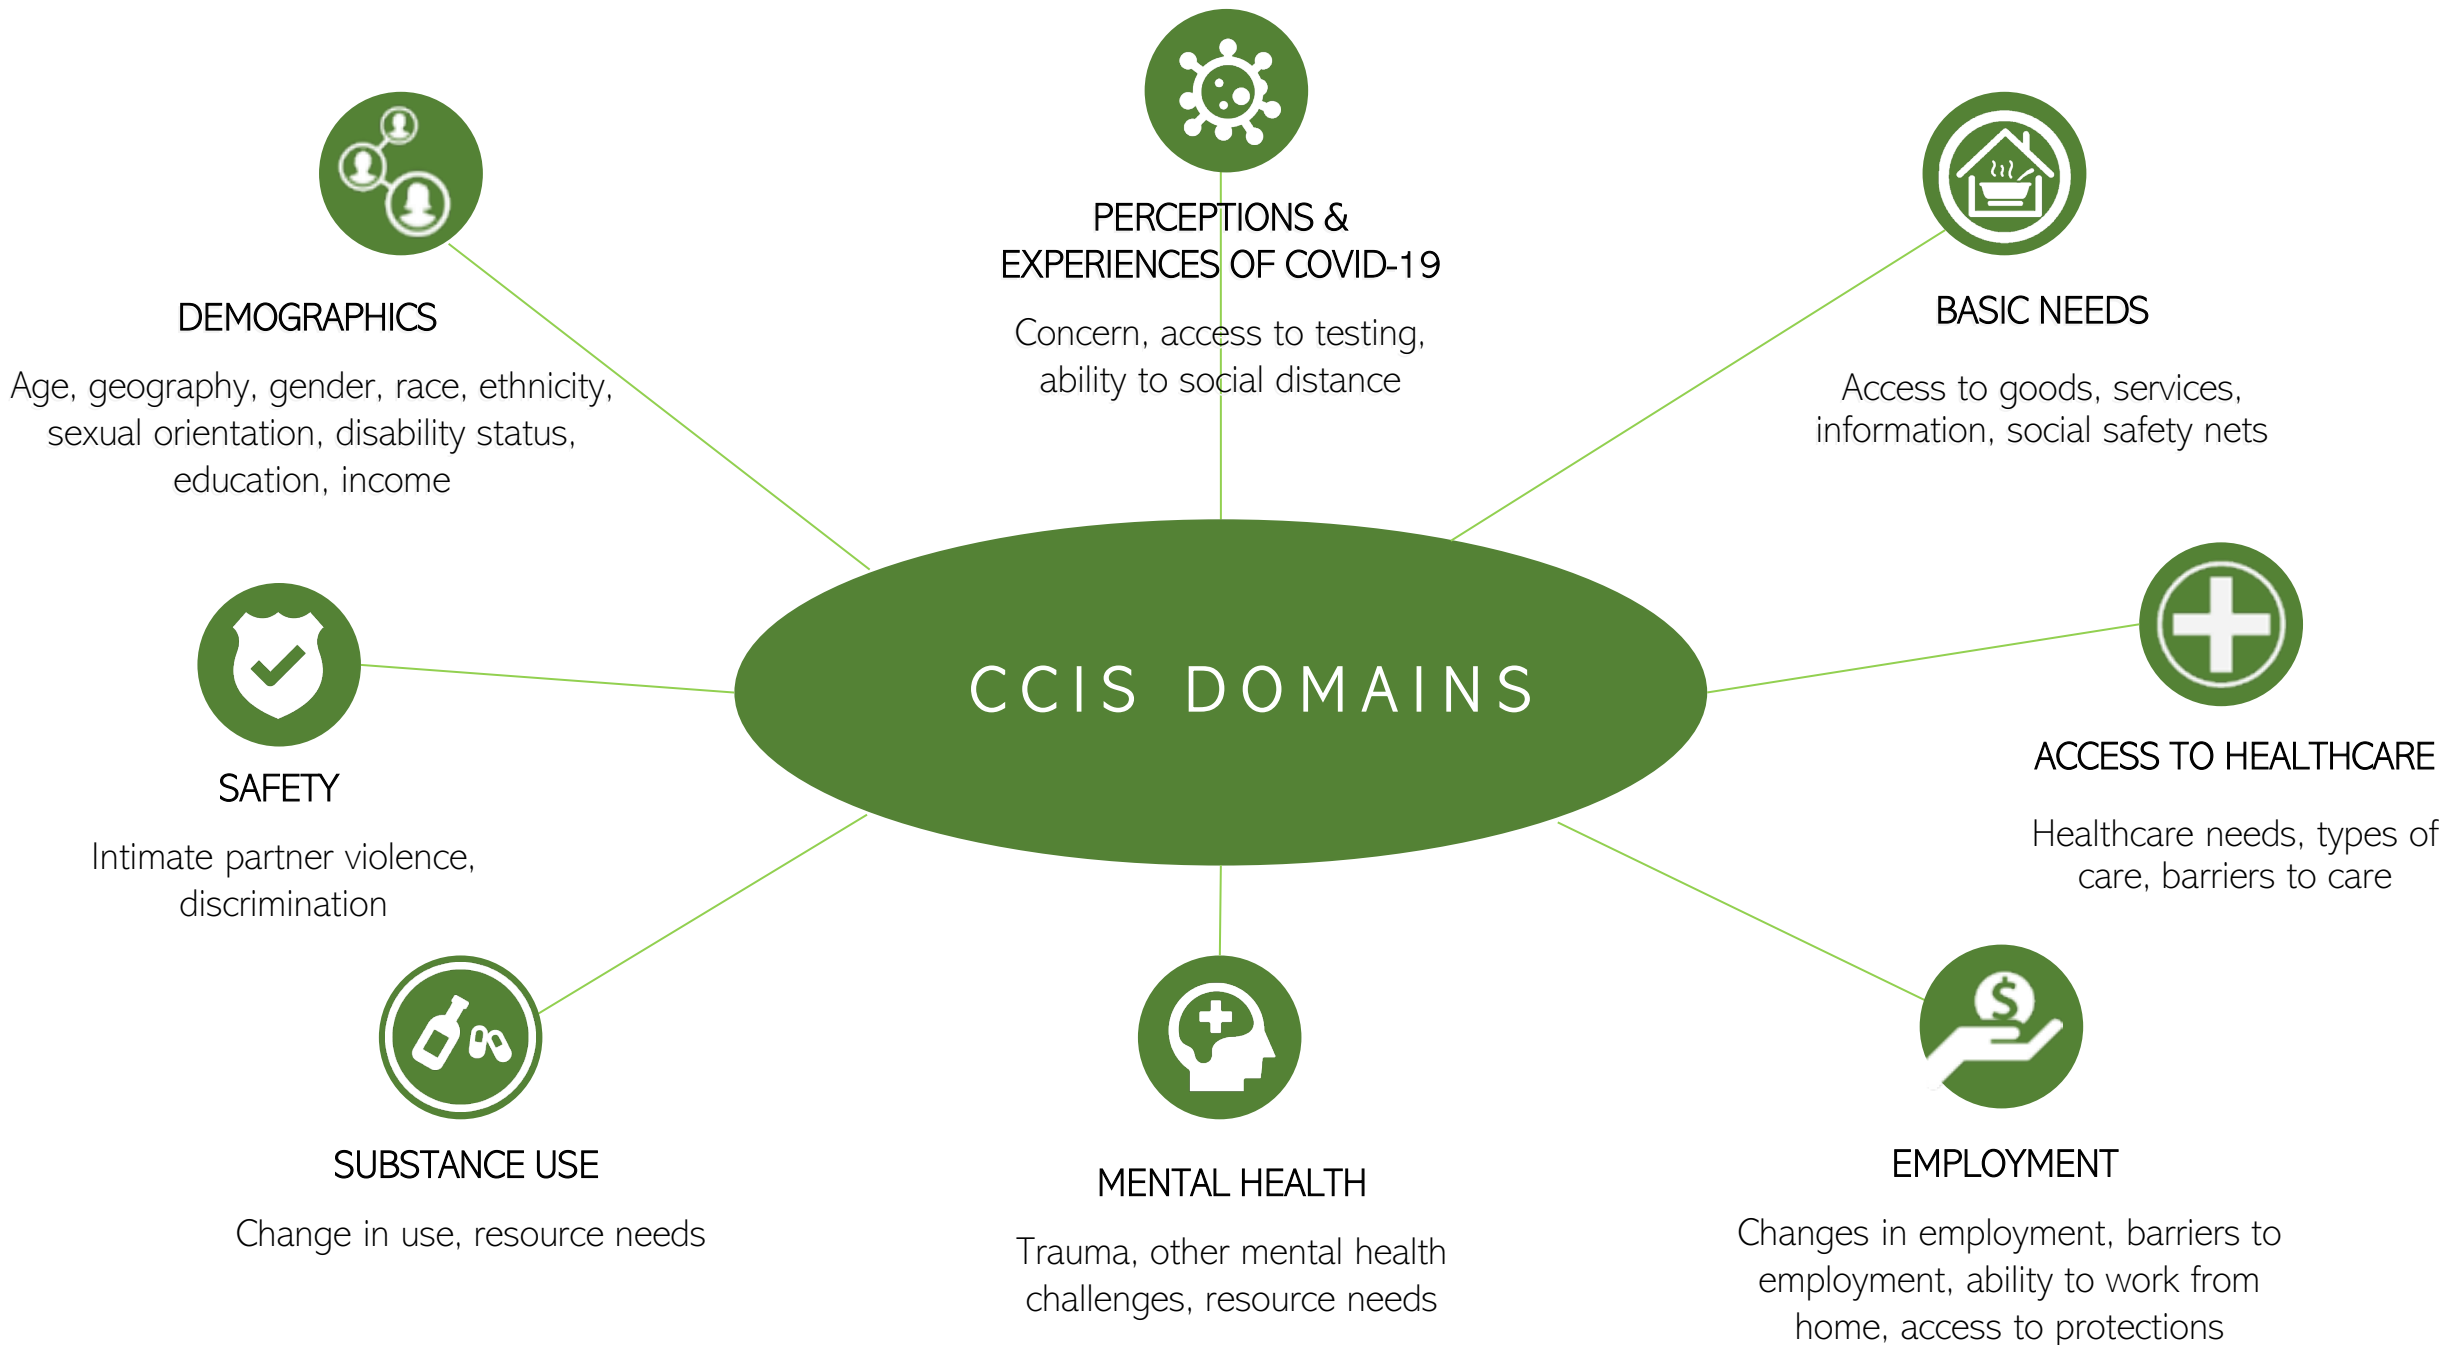 PERCEPTIONS &
EXPERIENCES OF COVID-19
Concern, access to testing,
ability to social distance
DEMOGRAPHICS
Age, geography, gender, race, ethnicity,
sexual orientation, disability status,
education, income
BASIC NEEDS
Access to goods, services,
information, social safety nets
CCIS DOMAINS
SAFETY
Intimate partner violence,
discrimination
ACCESS TO HEALTHCARE
Healthcare needs, types of
care, barriers to care
$
SUBSTANCE USE
Change in use, resource needs
MENTAL HEALTH
Trauma, other mental health
challenges, resource needs
EMPLOYMENT
Changes in employment, barriers to
employment, ability to work from
home, access to protections